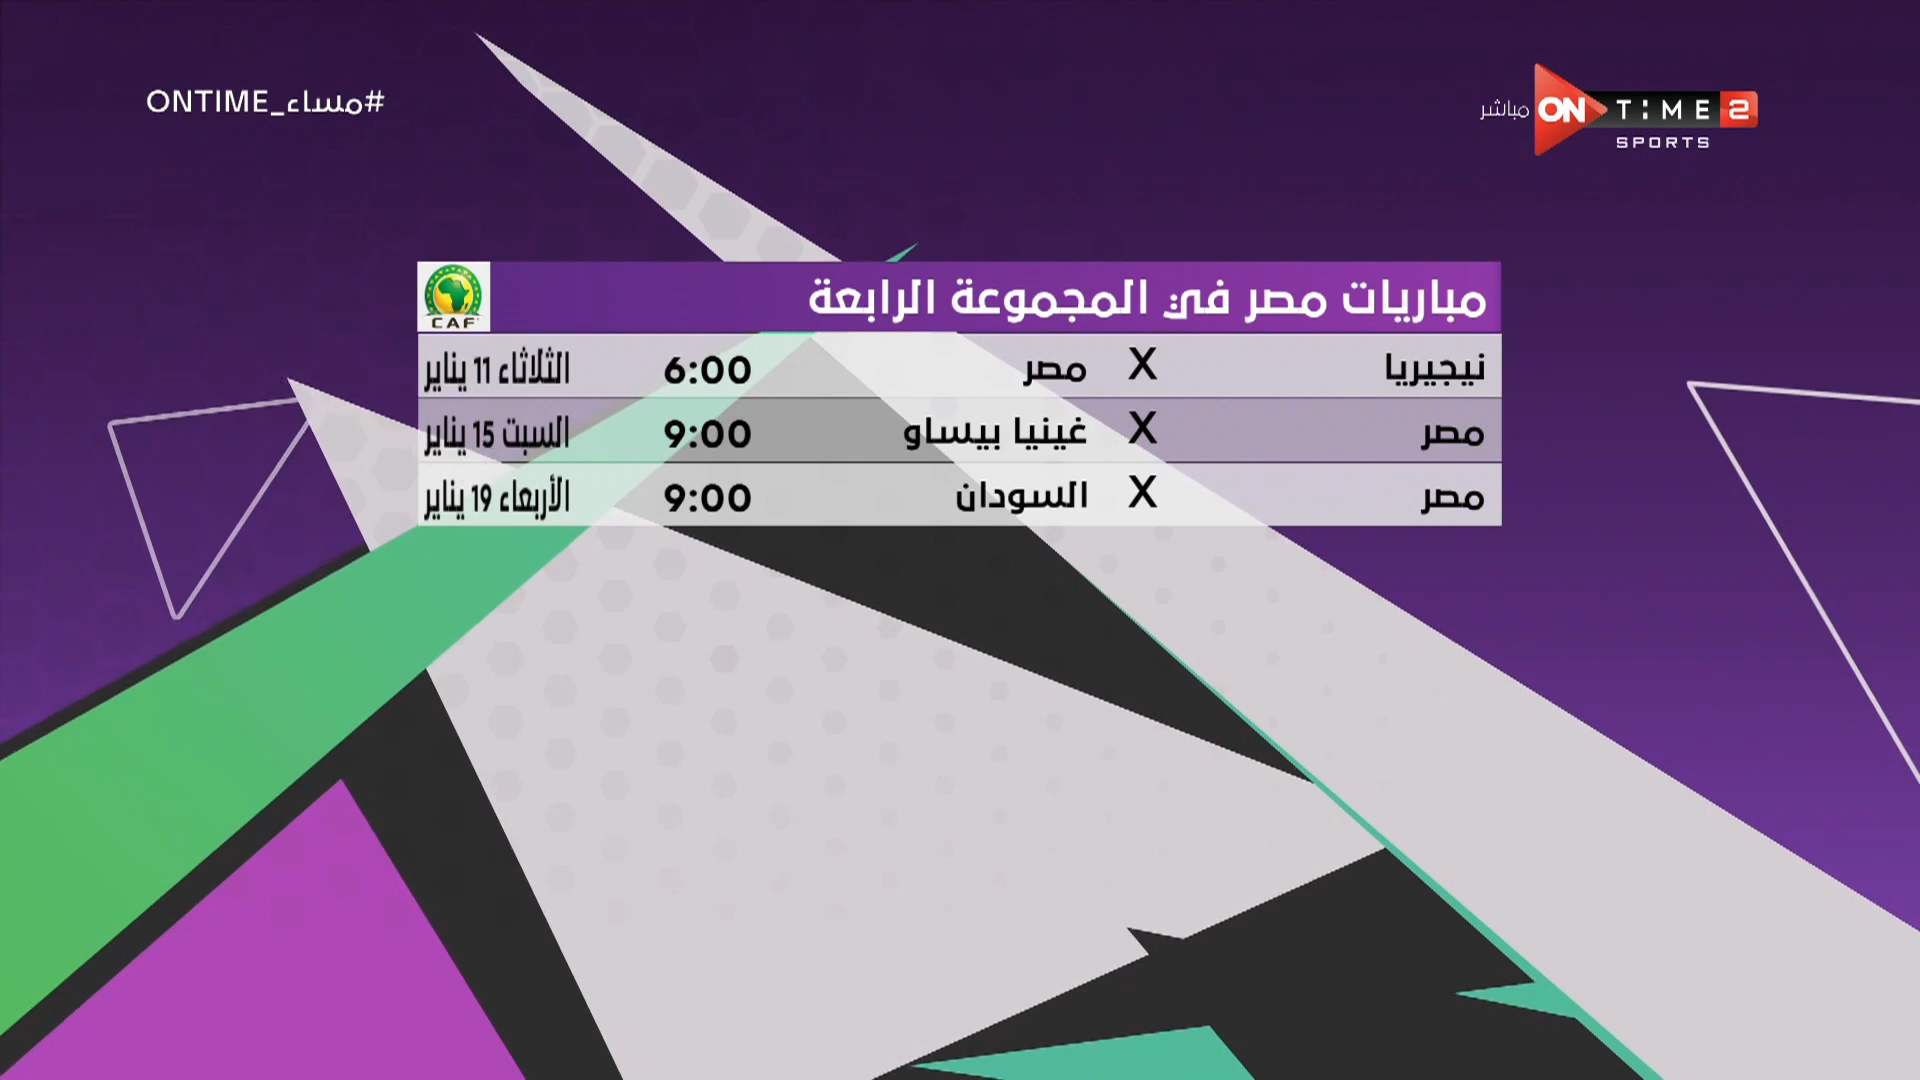 #مساء_ONTIME
مباشر ON TIME 2
SPORTS
مباريات مصر في المجموعة الرابعة CAF
نيجيريا X مصر 6:00 الثلاثاء 11 يناير
مصر X غينيا بيساو 9:00 السبت 15 يناير
مصر X السودان 9:00 الأربعاء 19 يناير